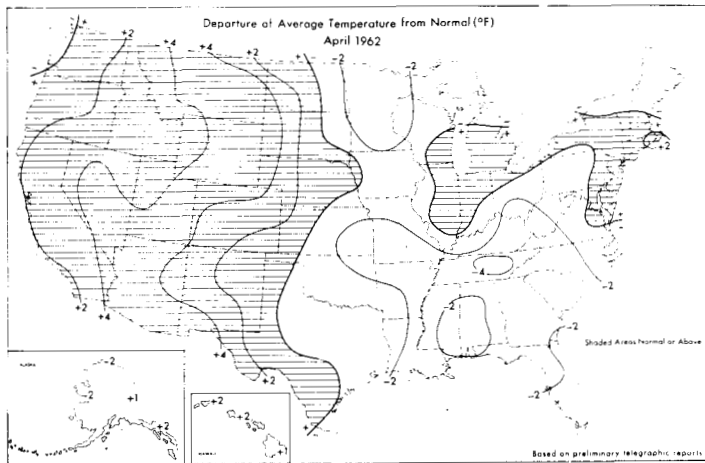 Departure of Average Temperature from Normal (°F)
April 1962
+2 +4 +4 +2 -2 -2
+2
-2
-4
+2
+4
-2
-2
Shaded Areas Normal or Above
+4
+2
-2
-2
ALASKA
-2
-2
+1
+2
+2
+2
+1
HAWAII
Based on preliminary telegraphic reports